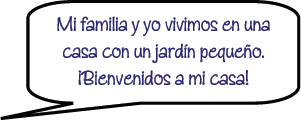 Mi familia y yo vivimos en una
casa con un jardín pequeño.
¡Bienvenidos a mi casa!